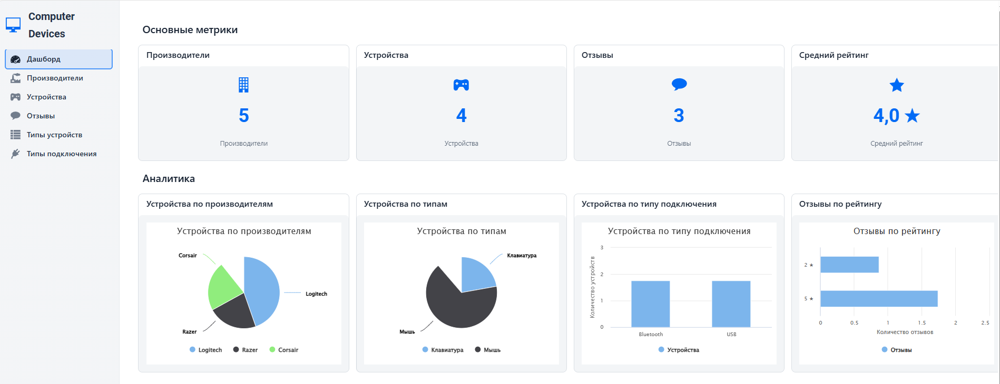 Computer
Devices
Дашборд
Производители
Устройства
Отзывы
Типы устройств
Типы подключения
Основные метрики
Производители
5
Производители
Устройства
4
Устройства
Отзывы
3
Отзывы
Средний рейтинг
4,0 ★
Средний рейтинг
Аналитика
Устройства по производителям
Устройства по производителям
Corsair
Logitech
Razer
Logitech Razer Corsair
Устройства по типам
Устройства по типам
Клавиатура
Мышь
Клавиатура Мышь
Устройства по типу подключения
Устройства по типу подключения
Количество устройств
3
2
1
0
Bluetooth USB
Устройства
Отзывы по рейтингу
Отзывы по рейтингу
2 ★
5 ★
0 0.5 1 1.5 2 2.5
Количество отзывов
Отзывы